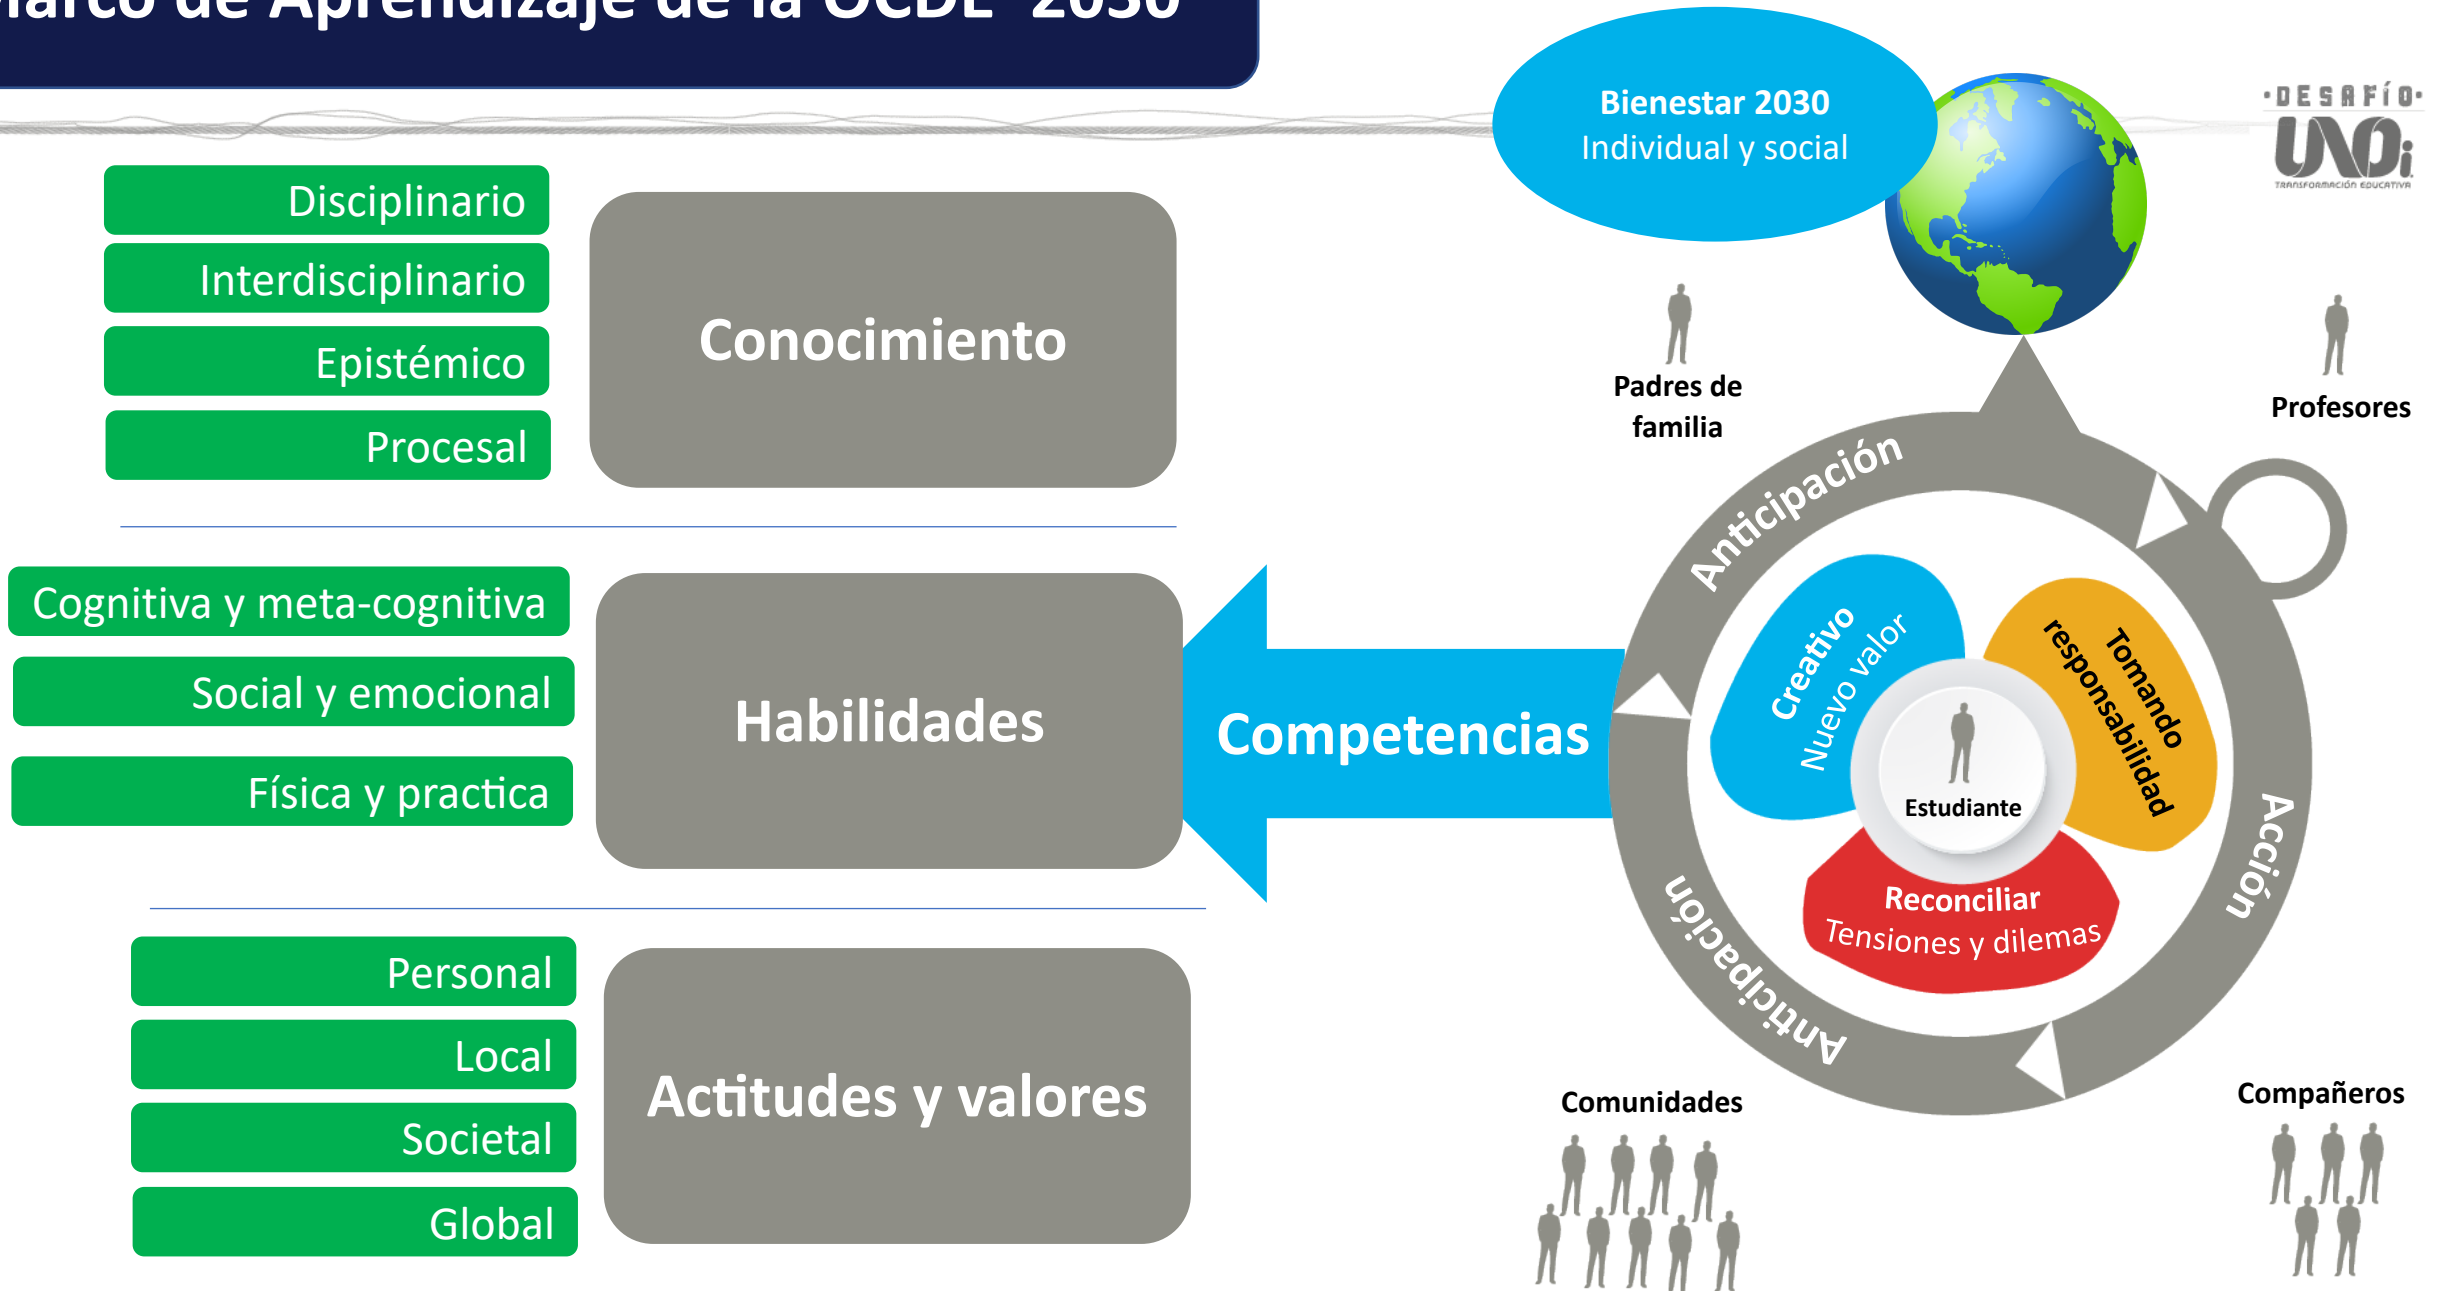 Marco de Aprendizaje de la OCDE 2030
Bienestar 2030
Individual y social
·DESAFÍO·
UNOi
TRANSFORMACIÓN EDUCATIVA
Disciplinario
Interdisciplinario
Epistémico
Procesal
Conocimiento
Cognitiva y meta-cognitiva
Social y emocional
Física y practica
Habilidades
Competencias
Personal
Local
Societal
Global
Actitudes y valores
Padres de
familia
Profesores
Anticipación
Acción
Anticipación
Creativo
Nuevo valor
Tomando
responsabilidad
Estudiante
Reconciliar
Tensiones y dilemas
Comunidades
Compañeros